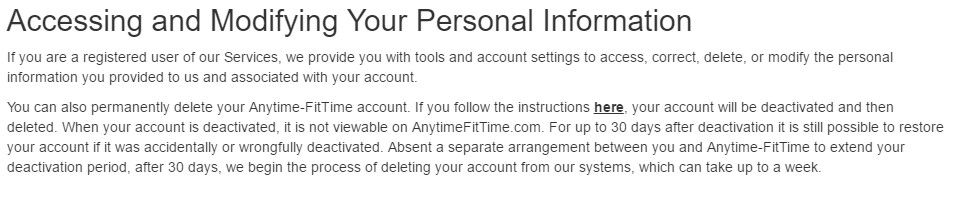 Accessing and Modifying Your Personal Information
If you are a registered user of our Services, we provide you with tools and account settings to access, correct, delete, or modify the personal
information you provided to us and associated with your account.
You can also permanently delete your Anytime-FitTime account. If you follow the instructions here, your account will be deactivated and then
deleted. When your account is deactivated, it is not viewable on AnytimeFitTime.com. For up to 30 days after deactivation it is still possible to restore
your account if it was accidentally or wrongfully deactivated. Absent a separate arrangement between you and Anytime-FitTime to extend your
deactivation period, after 30 days, we begin the process of deleting your account from our systems, which can take up to a week.